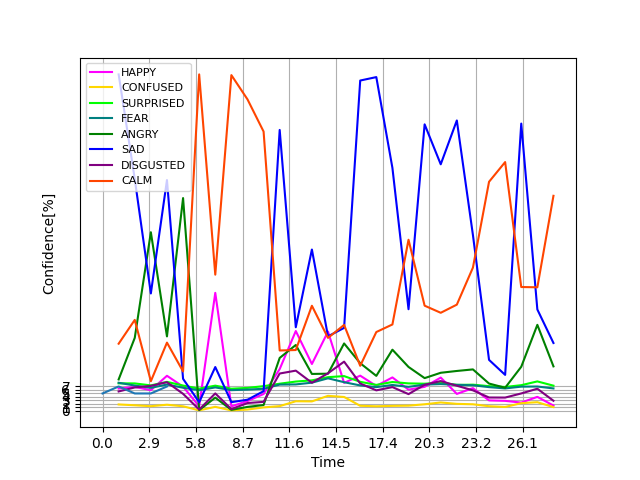 HAPPY
CONFUSED
SURPRISED
FEAR
ANGRY
SAD
DISGUSTED
CALM
Confidence[%]
0.0 2.9 5.8 8.7 11.6 14.5 17.4 20.3 23.2 26.1
Time